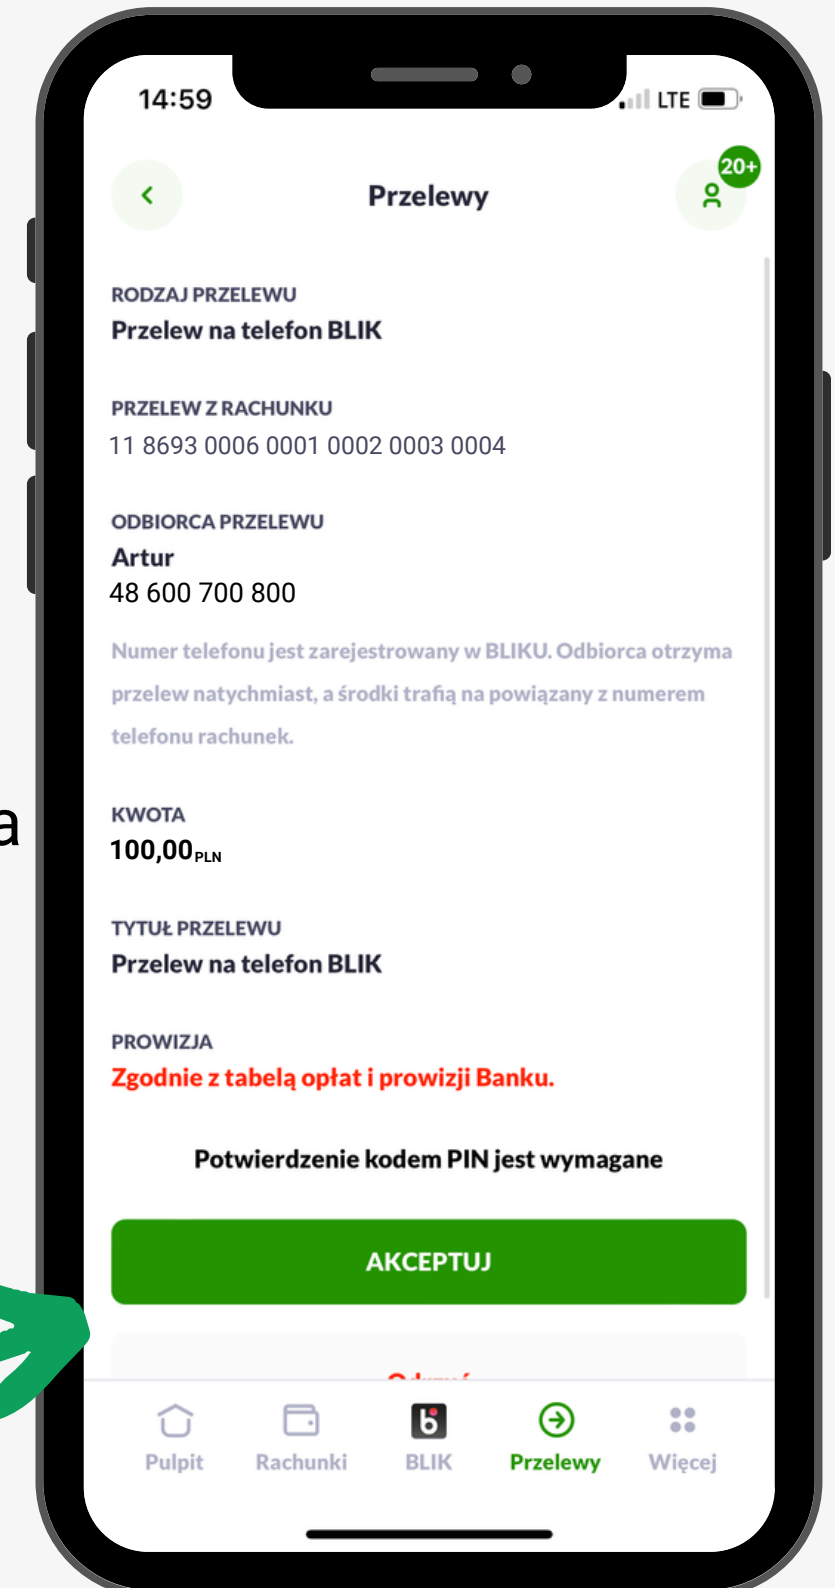 14:59
LTE
20+
Przelewy
RODZAJ PRZELEWU
Przelew na telefon BLIK
PRZELEW Z RACHUNKU
11 8693 0006 0001 0002 0003 0004
ODBIORCA PRZELEWU
Artur
48 600 700 800
Numer telefonu jest zarejestrowany w BLIKU. Odbiorca otrzyma
przelew natychmiast, a środki trafią na powiązany z numerem
telefonu rachunek.
a
KWOTA
100,00 PLN
TYTUŁ PRZELEWU
Przelew na telefon BLIK
PROWIZJA
Zgodnie z tabelą opłat i prowizji Banku.
Potwierdzenie kodem PIN jest wymagane
AKCEPTUJ
Pulpit
Rachunki
BLIK
Przelewy
Więcej